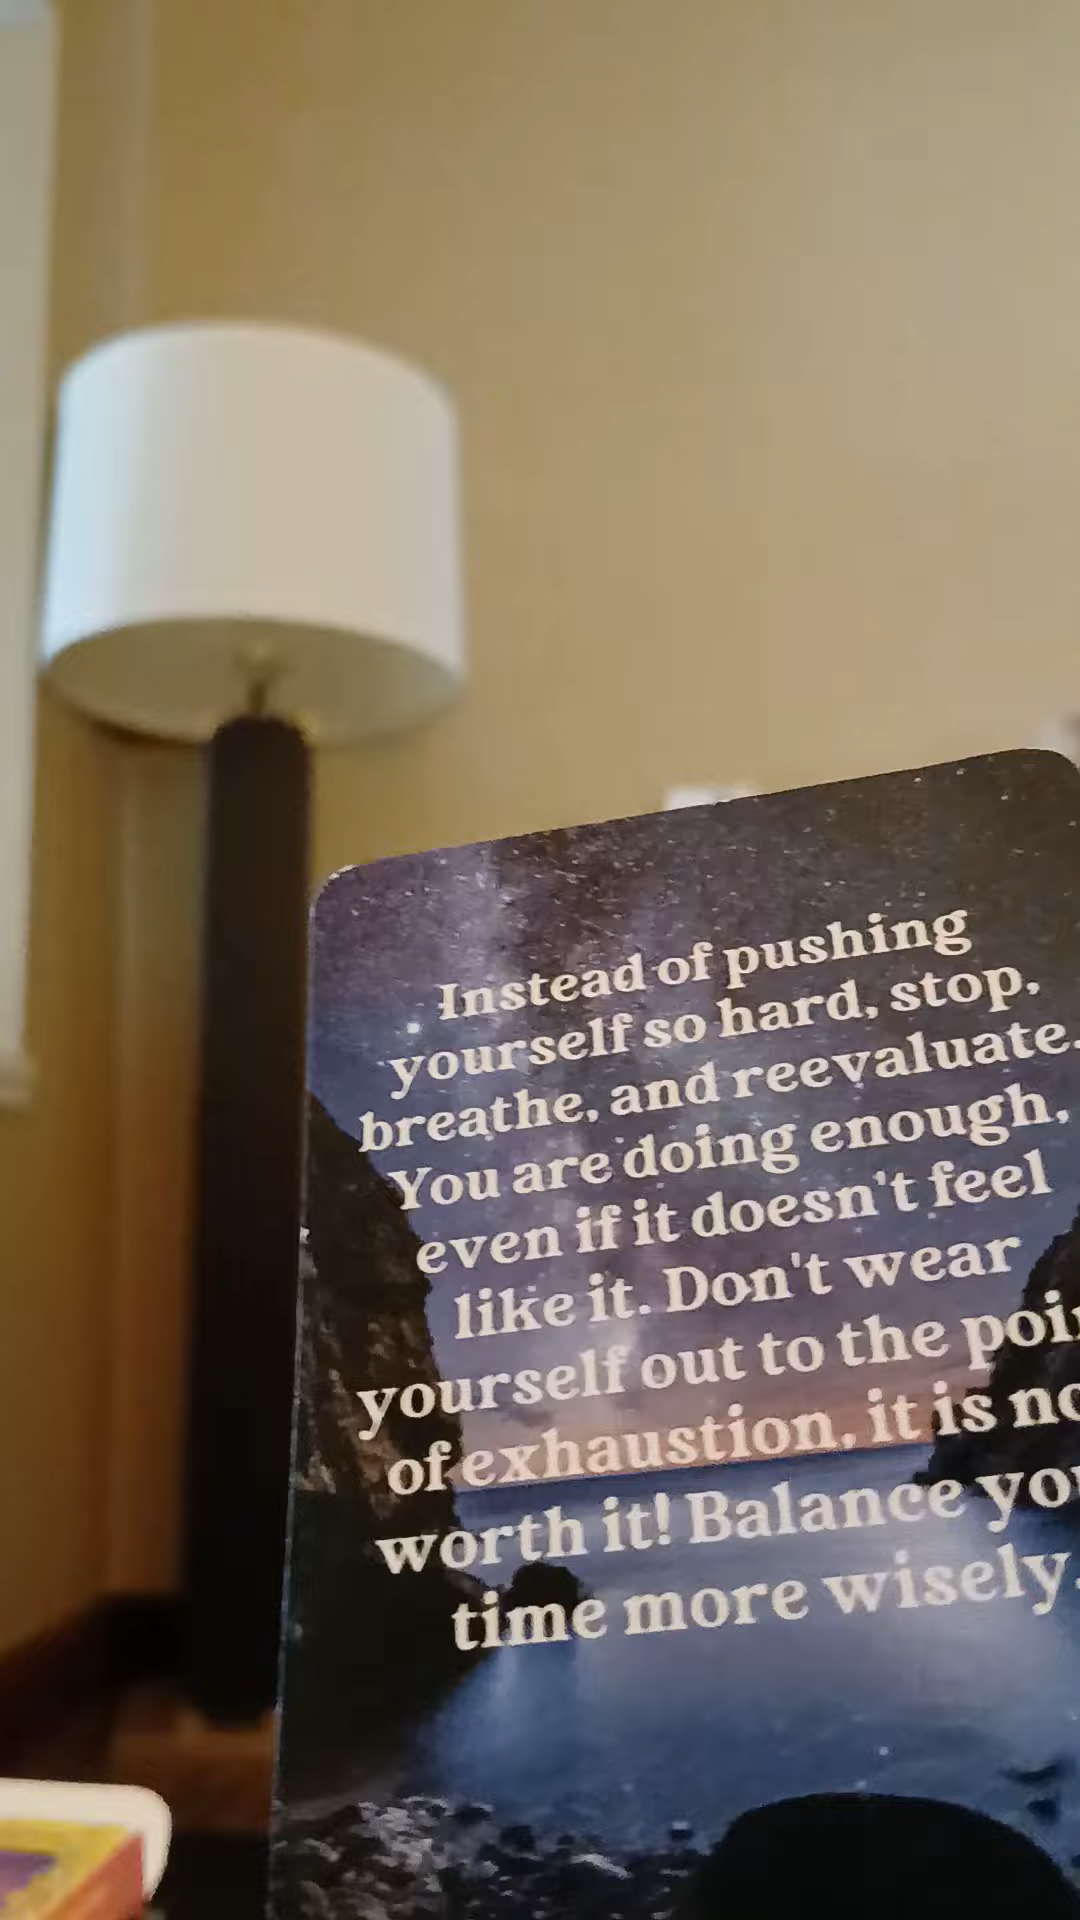 Instead of pushing
yourself so hard, stop,
breathe, and reevaluate.
You are doing enough,
even if it doesn't feel
like it. Don't wear
yourself out to the
of exhaustion, it is
worth it! Balance
time more wisely.